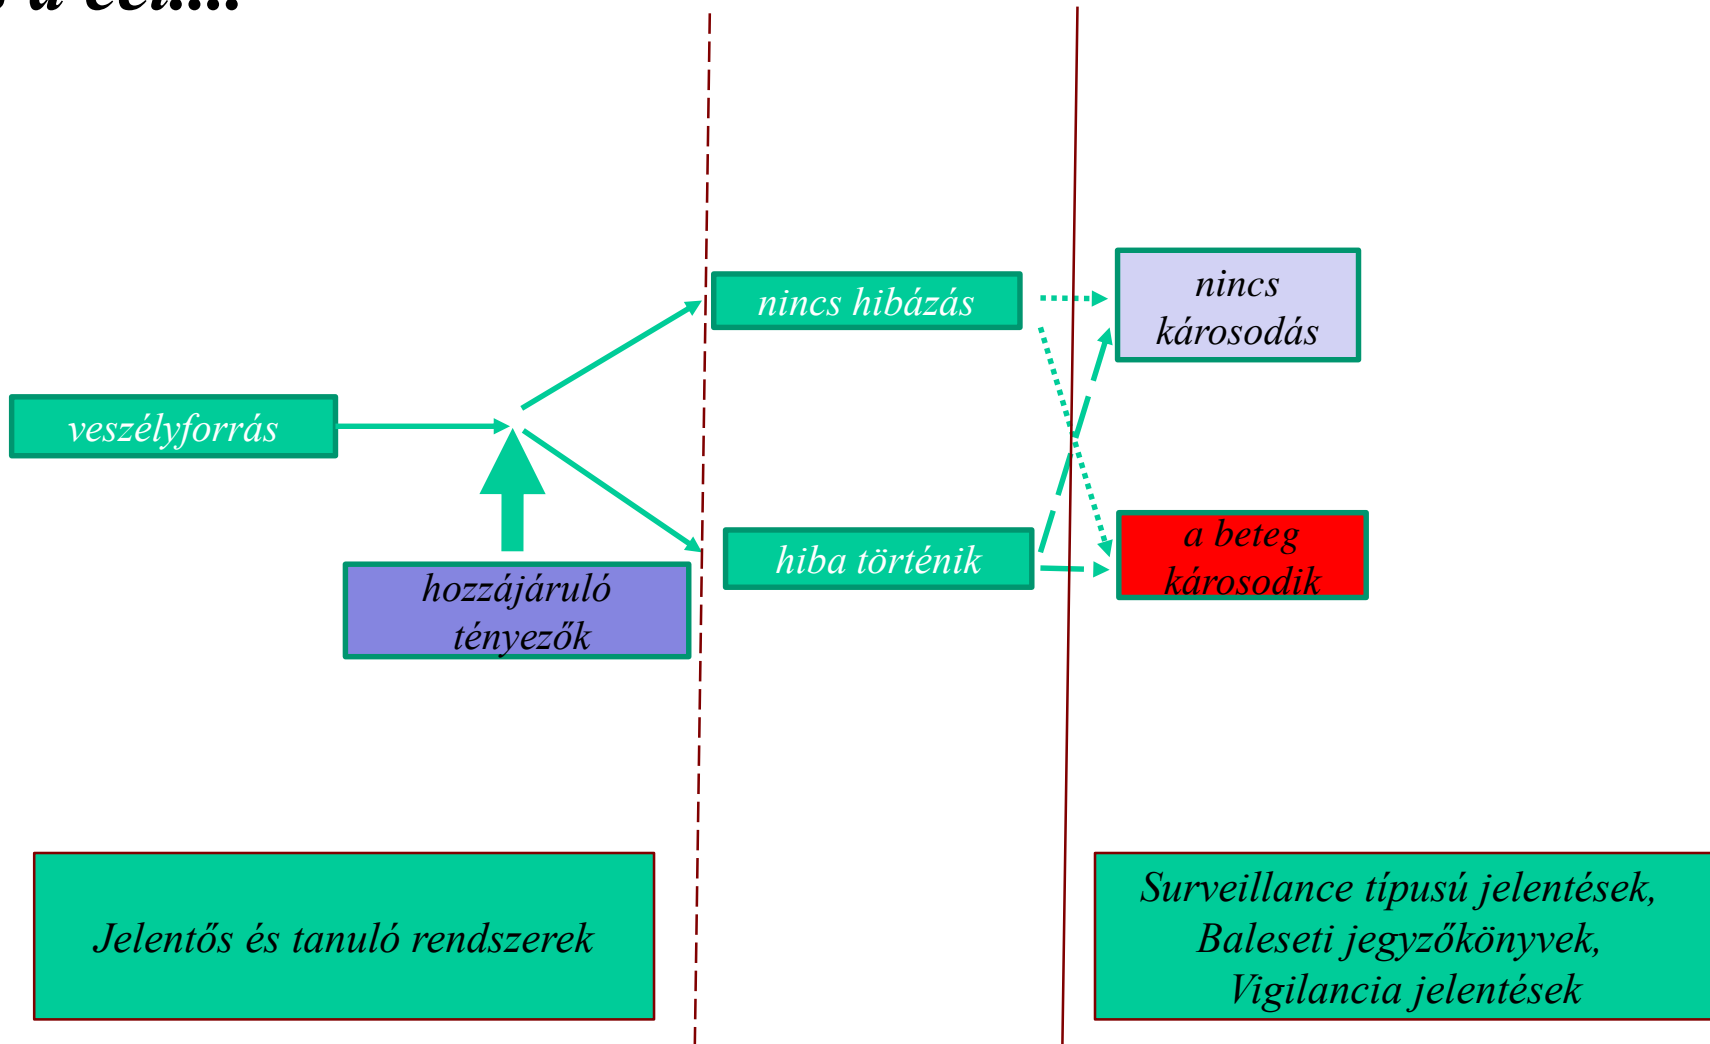 a cél....
nincs hibázás
nincs
károsodás
veszélyforrás
hozzájáruló
tényezők
hiba történik
a beteg
károsodik
Jelentős és tanuló rendszerek
Surveillance típusú jelentések,
Baleseti jegyzőkönyvek,
Vigilancia jelentések